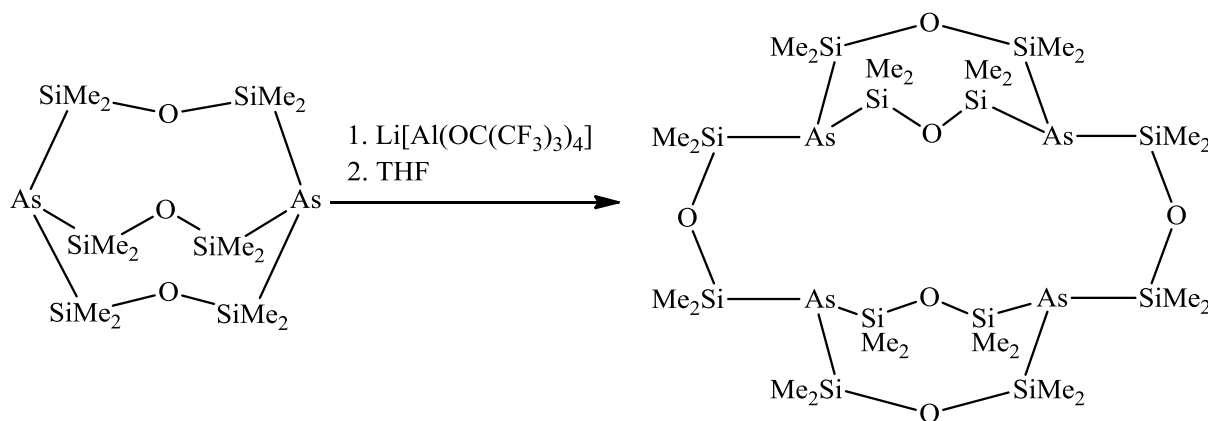 SiMe₂ O SiMe₂
As As
SiMe₂ O SiMe₂
SiMe₂ O SiMe₂
1. Li[Al(OC(CF₃)₃)₄]
2. THF
O
Me₂Si SiMe₂
Me₂ Me₂
Si Si
Me₂Si As O As SiMe₂
O O
Me₂Si As O As SiMe₂
Si Si
Me₂ Me₂
Me₂Si SiMe₂
O